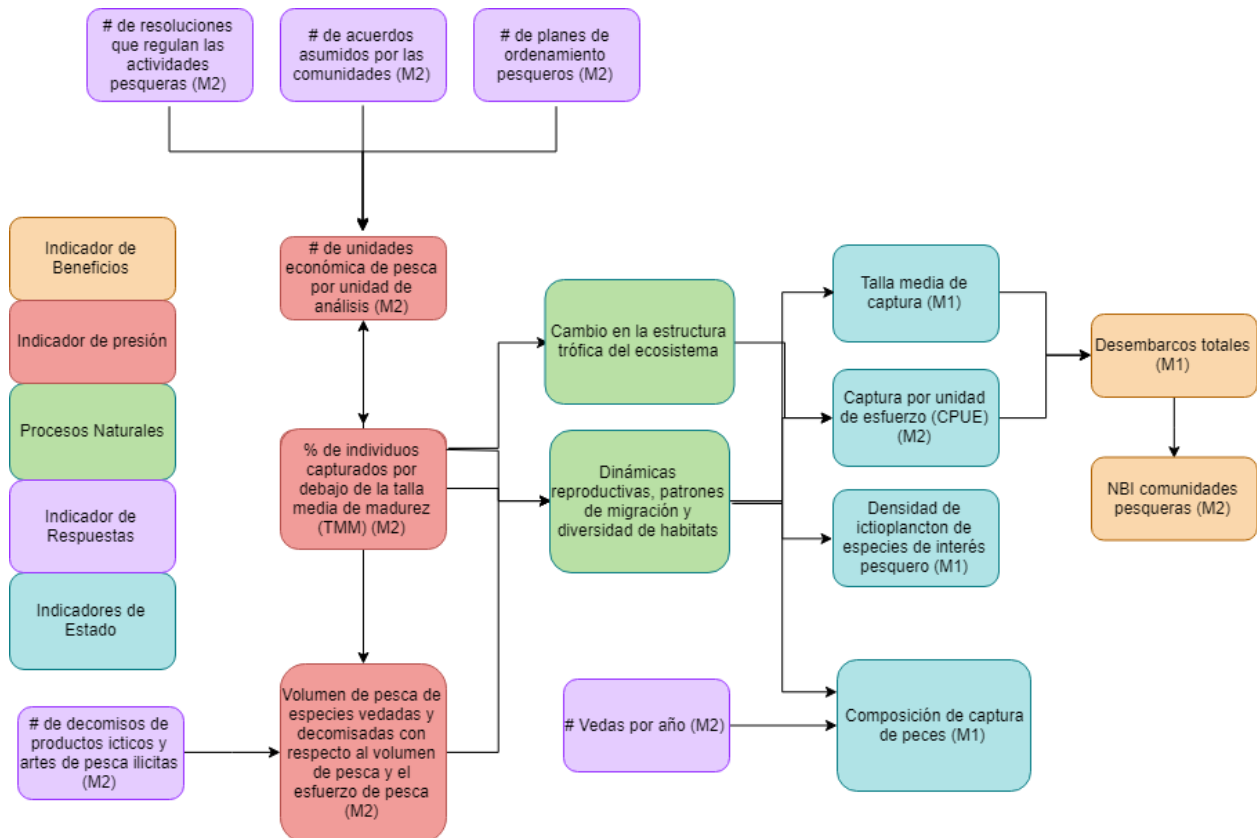 # de resoluciones
que regulan las
actividades
pesqueras (M2)
# de acuerdos
asumidos por las
comunidades (M2)
# de planes de
ordenamiento
pesqueros (M2)
Indicador de
Beneficios
Indicador de presión
Procesos Naturales
Indicador de
Respuestas
Indicadores de
Estado
# de unidades
económica de pesca
por unidad de
análisis (M2)
% de individuos
capturados por
debajo de la talla
media de madurez
(TMM) (M2)
Volumen de pesca de
especies vedadas y
decomisadas con
respecto al volumen
de pesca y el
esfuerzo de pesca
(M2)
# de decomisos de
productos icticos y
artes de pesca ilicitas
(M2)
Cambio en la estructura
trófica del ecosistema
Dinámicas
reproductivas, patrones
de migración y
diversidad de habitats
# Vedas por año (M2)
Talla media de
captura (M1)
Captura por unidad
de esfuerzo (CPUE)
(M2)
Densidad de
ictioplancton de
especies de interés
pesquero (M1)
Composición de captura
de peces (M1)
Desembarcos totales
(M1)
NBI comunidades
pesqueras (M2)